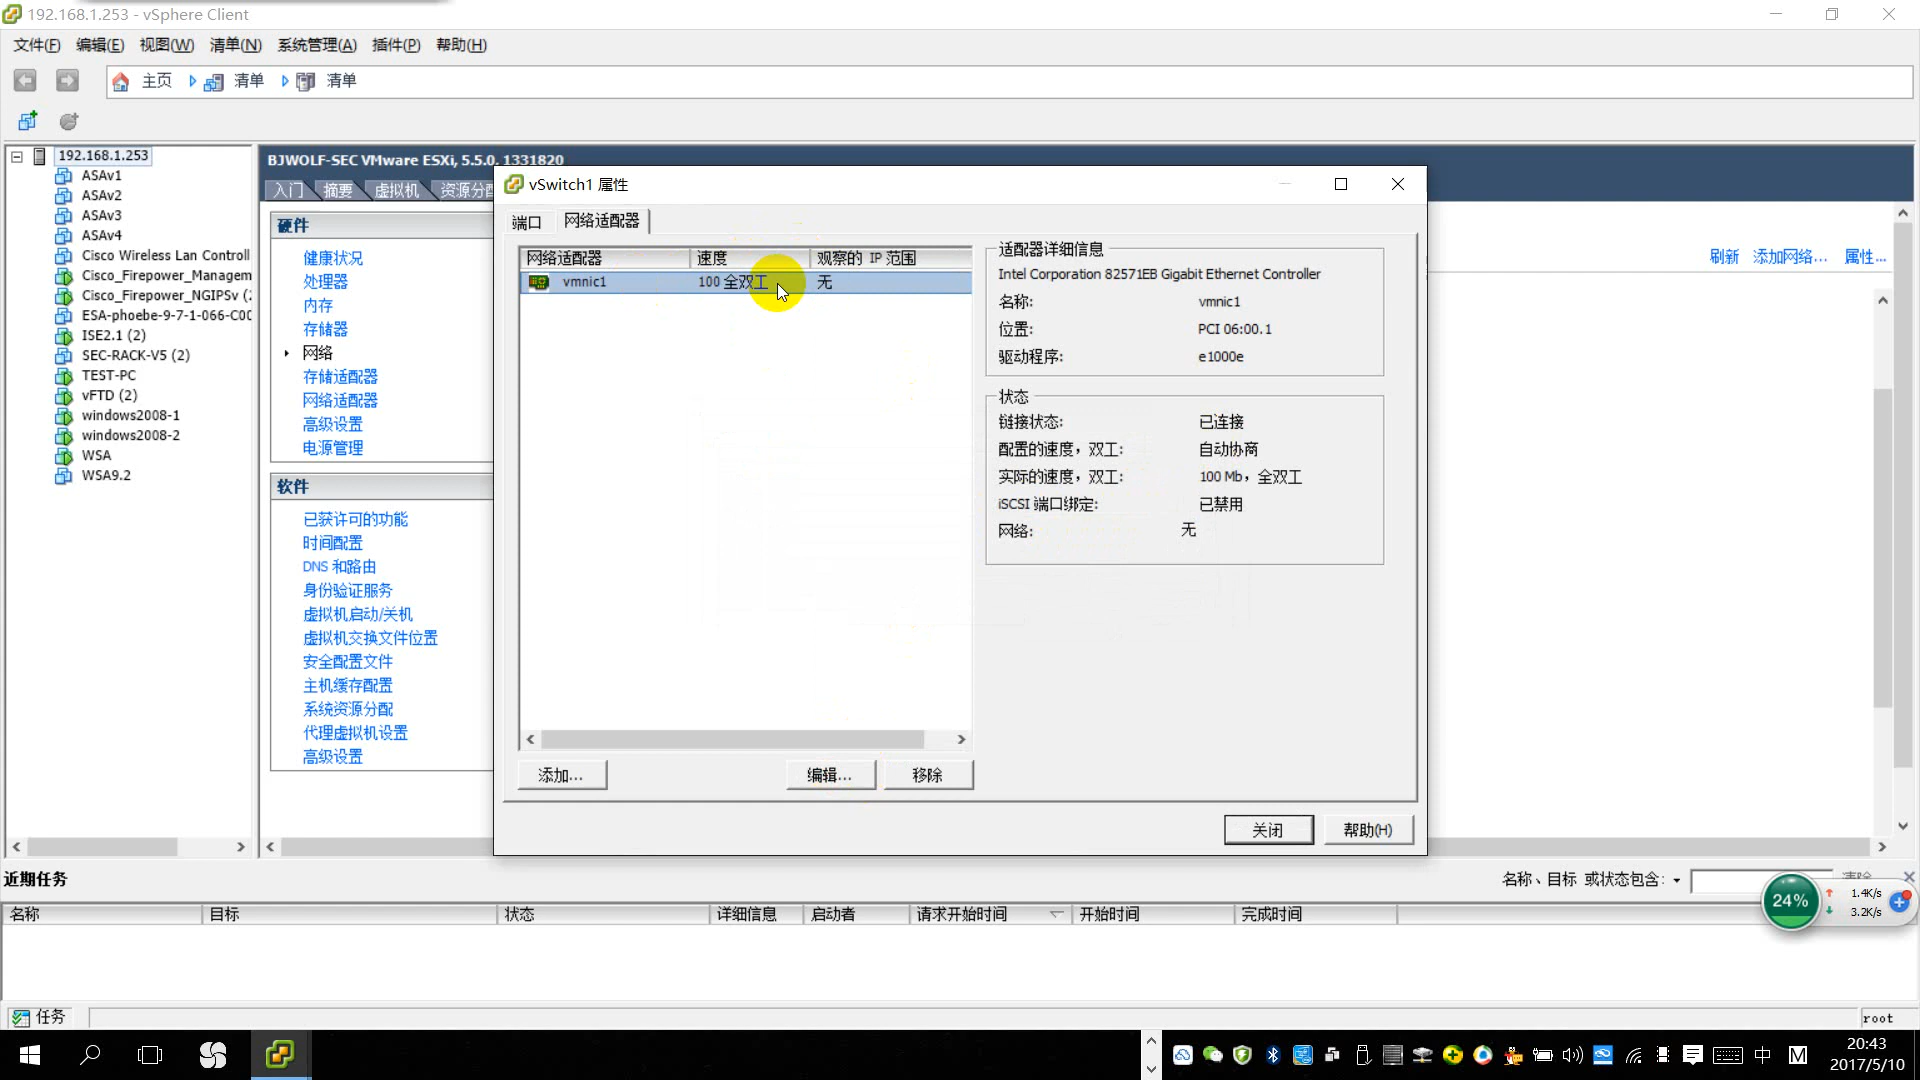 192.168.1.253 - vSphere Client
文件(F) 编辑(E) 视图(W) 清单(N) 系统管理(A) 插件(P) 帮助(H)
主页 清单 清单
192.168.1.253
ASAv1
ASAv2
ASAv3
ASAv4
Cisco Wireless Lan Controll
Cisco_Firepower_Managem
Cisco_Firepower_NGIPSv (2
ESA-phoebe-9-7-1-066-C00
ISE2.1 (2)
SEC-RACK-V5 (2)
TEST-PC
vFTD (2)
windows2008-1
windows2008-2
WSA
WSA9.2
BJWOLF-SEC VMware ESXi, 5.5.0, 1331820
入门 摘要 虚拟机 资源分配
硬件
健康状况
处理器
内存
存储器
网络
存储适配器
网络适配器
高级设置
电源管理
软件
已获许可的功能
时间配置
DNS 和路由
身份验证服务
虚拟机启动/关机
虚拟机交换文件位置
安全配置文件
主机缓存配置
系统资源分配
代理虚拟机设置
高级设置
刷新 添加网络... 属性...
vSwitch1 属性
端口 网络适配器
网络适配器 速度 观察的 IP 范围
vmnic1 100 全双工 无
添加... 编辑... 移除
适配器详细信息
Intel Corporation 82571EB Gigabit Ethernet Controller
名称: vmnic1
位置: PCI 06:00.1
驱动程序: e1000e
状态
链接状态: 已连接
配置的速度，双工: 自动协商
实际的速度，双工: 100 Mb，全双工
iSCSI 端口绑定: 已禁用
网络: 无
关闭 帮助(H)
近期任务
名称、目标 或状态包含:
名称 目标 状态 详细信息 启动者 请求开始时间 开始时间 完成时间
24% 1.4K/s
3.2K/s
任务 root
中 M
20:43
2017/5/10